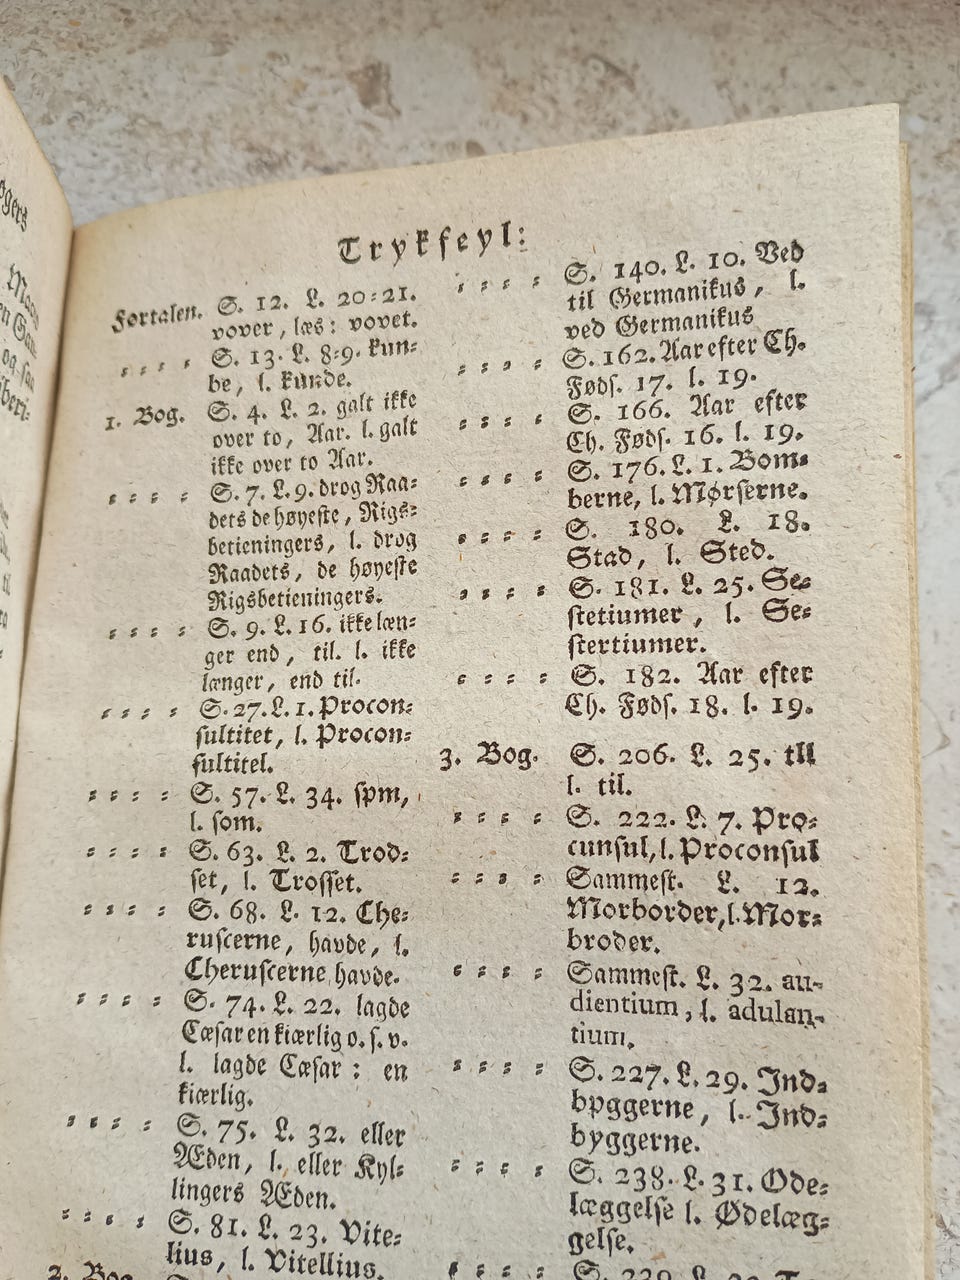 Trykfeyl:
Fortalen. S. 12. L. 20-21.
vover, læs: vovet.
S. 13. L. 8-9. kun-
be, l. kunde.
1. Bog. S. 4. L. 2. galt ikke
over to, Aar. l. galt
ikke over to Aar.
S. 7. L. 9. drog Raa-
dets de høyeste, Rigs-
betieningers, l. drog
Raadets, de høyeste
Rigsbetieningers.
S. 9. L. 16. ikke læn-
ger end, til. l. ikke
længer, end til.
S. 27. L. 1. Procon-
sultitet, l. Procon-
sultitel.
S. 57. L. 34. spm,
l. som.
S. 63. L. 2. Trod-
set, l. Trosset.
S. 68. L. 12. Che-
ruscerne, havde, l.
Cheruscerne havde.
S. 74. L. 22. lagde
Cæsar en kiærlig o. s. v.
l. lagde Cæsar: en
kiærlig.
S. 75. L. 32. eller
Æden, l. eller Kyl-
lingers Æden.
S. 81. L. 23. Vite-
lius, l. Vitellius.
2. Bog.
S. 140. L. 10. Ved
til Germanikus, l.
ved Germanikus
S. 162. Aar efter Ch.
Føds. 17. l. 19.
S. 166. Aar efter
Ch. Føds. 16. l. 19.
S. 176. L. 1. Bom-
berne, l. Mørserne.
S. 180. L. 18.
Stad, l. Sted.
S. 181. L. 25. Se-
stetiumer, l. Se-
stertiumer.
S. 182. Aar efter
Ch. Føds. 18. l. 19.
3. Bog. S. 206. L. 25. tll
l. til.
S. 222. L. 7. Pro-
cunsul, l. Proconsul
Sammest. L. 12.
Morborder, l. Mor-
broder.
Sammest. L. 32. au-
dientium, l. adulan-
tium.
S. 227. L. 29. Ind-
bpggerne, l. Ind-
byggerne.
S. 238. L. 31. Ode-
læggelse l. Ødelæg-
gelse.
S. 239. L.